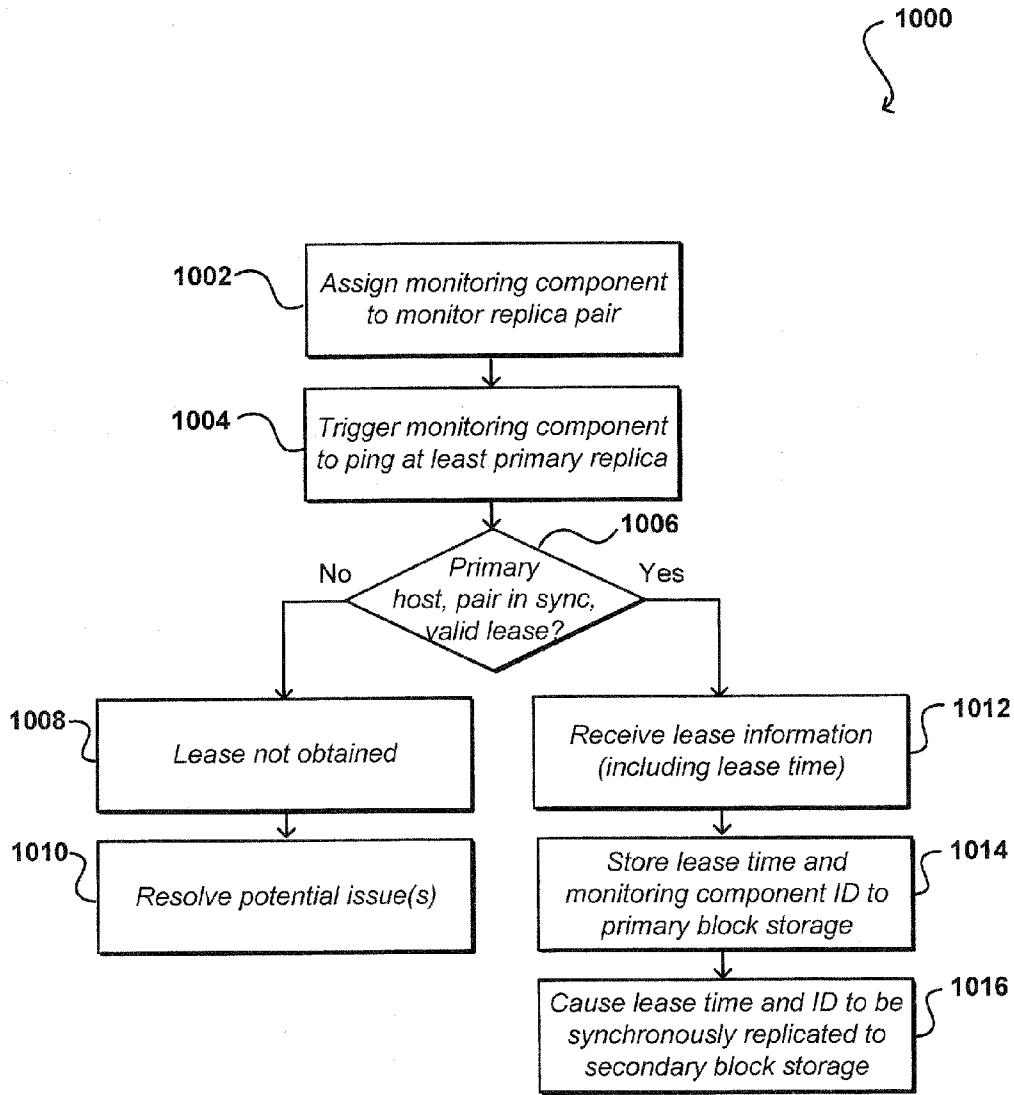 1000
1002
Assign monitoring component
to monitor replica pair
1004
Trigger monitoring component
to ping at least primary replica
1006
No
Yes
Primary
host, pair in sync,
valid lease?
1008
Lease not obtained
1012
Receive lease information
(including lease time)
1010
Resolve potential issue(s)
1014
Store lease time and
monitoring component ID to
primary block storage
1016
Cause lease time and ID to be
synchronously replicated to
secondary block storage